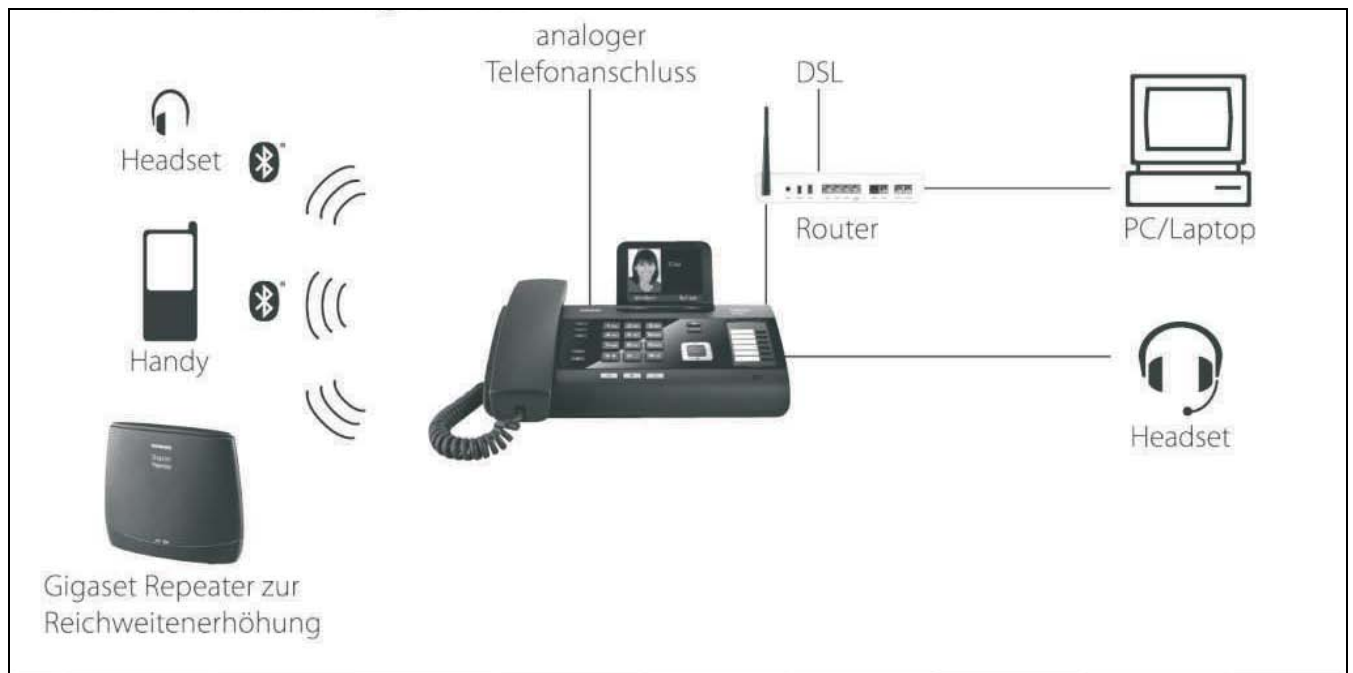 analoger
Telefonanschluss
DSL
Headset
Router
PC/Laptop
Handy
Headset
Gigaset Repeater zur
Reichweitenerhöhung